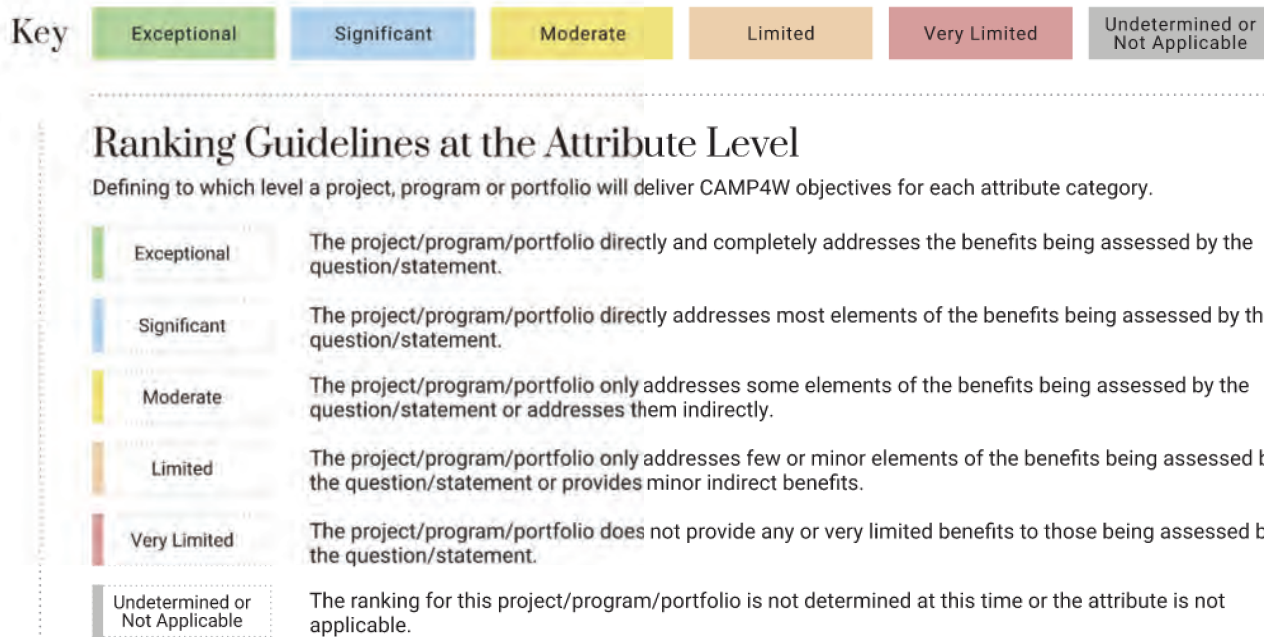 Key
Exceptional
Significant
Moderate
Limited
Very Limited
Undetermined or
Not Applicable
Ranking Guidelines at the Attribute Level
Defining to which level a project, program or portfolio will deliver CAMP4W objectives for each attribute category.
Exceptional
The project/program/portfolio directly and completely addresses the benefits being assessed by the
question/statement.
Significant
The project/program/portfolio directly addresses most elements of the benefits being assessed by th
question/statement.
Moderate
The project/program/portfolio only addresses some elements of the benefits being assessed by the
question/statement or addresses them indirectly.
Limited
The project/program/portfolio only addresses few or minor elements of the benefits being assessed b
the question/statement or provides minor indirect benefits.
Very Limited
The project/program/portfolio does not provide any or very limited benefits to those being assessed b
the question/statement.
Undetermined or
Not Applicable
The ranking for this project/program/portfolio is not determined at this time or the attribute is not
applicable.